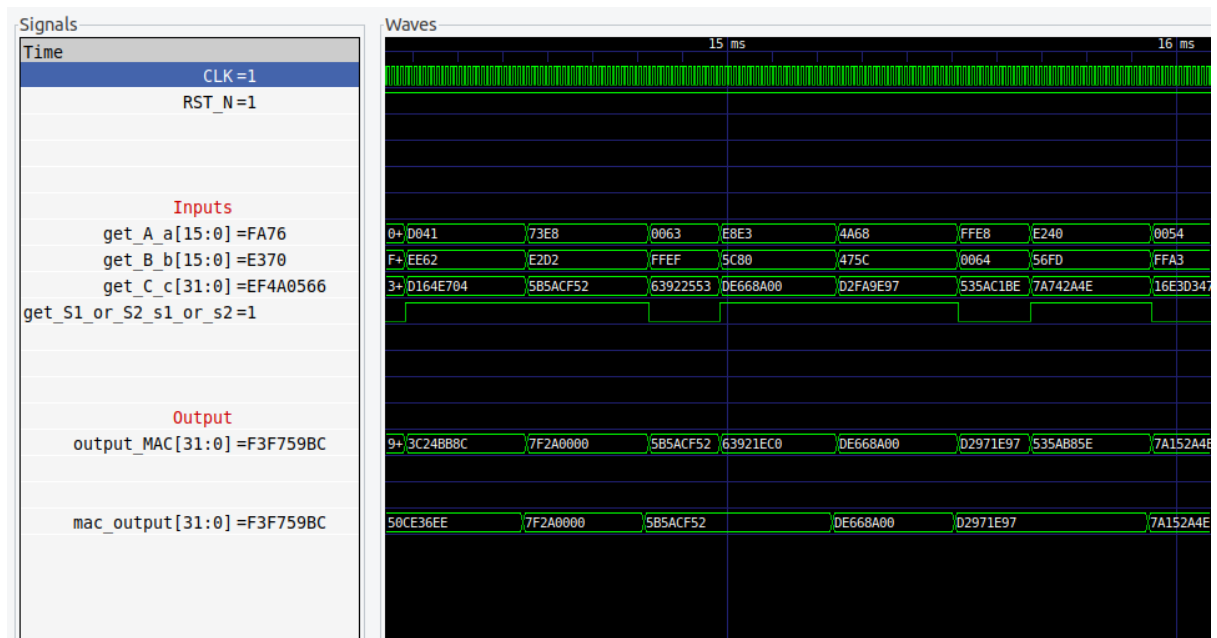 Signals
Waves
Time
15 ms
16 ms
CLK =1
RST_N =1
Inputs
get_A_a[15:0] =FA76
0+ D041 73E8 0063 E8E3 4A68 FFE8 E240 0054
get_B_b[15:0] =E370
F+ EE62 E2D2 FFEF 5C80 475C 0064 56FD FFA3
get_C_c[31:0] =EF4A0566
3+ D164E704 5B5ACF52 63922553 DE668A00 D2FA9E97 535AC1BE 7A742A4E 16E3D347
get_S1_or_S2_s1_or_s2 =1
Output
output_MAC[31:0] =F3F759BC
9+ 3C24BB8C 7F2A0000 5B5ACF52 63921EC0 DE668A00 D2971E97 535AB85E 7A152A4E
mac_output[31:0] =F3F759BC
50CE36EE 7F2A0000 5B5ACF52 DE668A00 D2971E97 7A152A4E